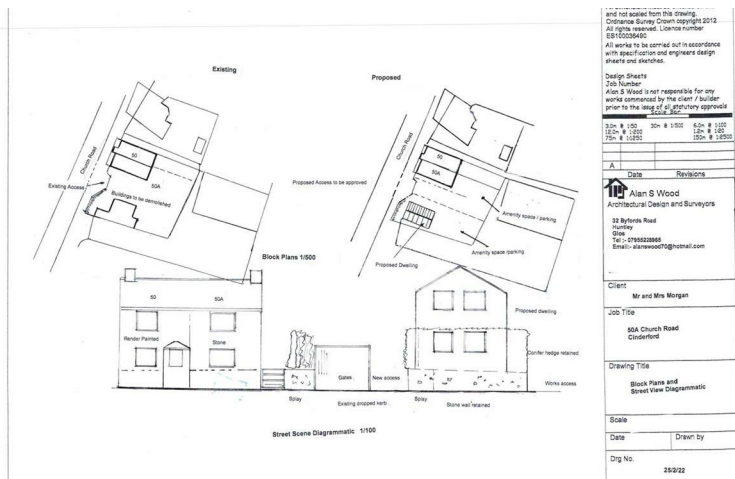 and not scaled from this drawing.
Ordnance Survey Crown copyright 2012
All rights reserved. Licence number
ES100036490
All works to be carried out in accordance
with specification and engineers design
sheets and sketches.
Design Sheets
Job Number
Alan S Wood is not responsible for any
works commenced by the client / builder
prior to the issue of all statutory approvals
Scale Bar
3.0m @ 1:50 30m @ 1:500 6.0m @ 1:100
12.0m @ 1:200 1.2m @ 1:20
75m @ 1:1250 150m @ 1:2500
A
Date Revisions
Alan S Wood
Architectural Design and Surveyors
32 Byfords Road
Huntley
Glos
Tel :- 07955228965
Email:- alanswood70@hotmail.com
Client
Mr and Mrs Morgan
Job Title
50A Church Road
Cinderford
Drawing Title
Block Plans and
Street View Diagrammatic
Scale
Date Drawn by
Drg No.
25/2/22
Existing
Church Road
50
50A
Existing Access
Buildings to be demolished
Proposed
Church Road
50
50A
Proposed Access to be approved
Amenity space / parking
Amenity space /parking
Proposed Dwelling
Block Plans 1/500
50
50A
Render Painted
Stone
Proposed dwelling
Conifer hedge retained
Gates
New access
Works access
Splay
Existing dropped kerb
Splay
Stone wall retained
Street Scene Diagrammatic 1/100